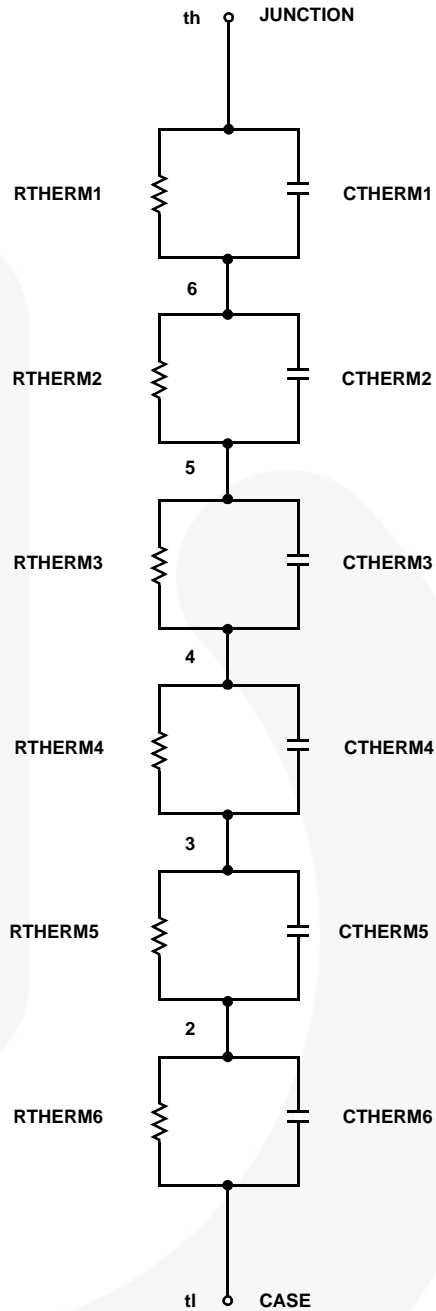 th JUNCTION
RTHERM1 CTHERM1
6
RTHERM2 CTHERM2
5
RTHERM3 CTHERM3
4
RTHERM4 CTHERM4
3
RTHERM5 CTHERM5
2
RTHERM6 CTHERM6
tl CASE